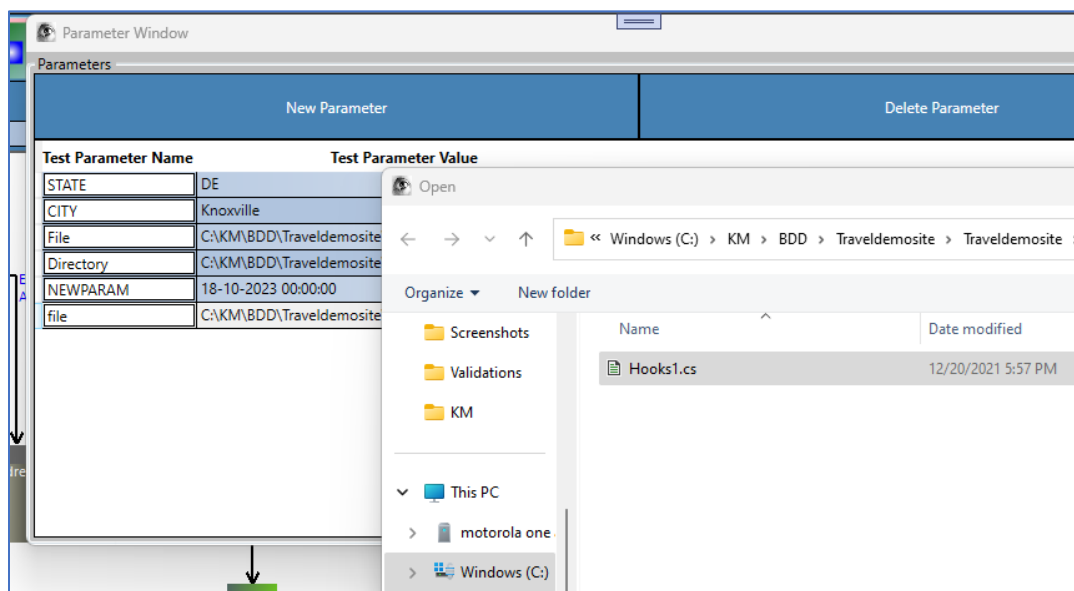 Parameter Window
Parameters
New Parameter
Delete Parameter
Test Parameter Name
Test Parameter Value
STATE
DE
CITY
Knoxville
File
C:\KM\BDD\Traveldemosite
Directory
C:\KM\BDD\Traveldemosite
NEWPARAM
18-10-2023 00:00:00
file
C:\KM\BDD\Traveldemosite
Open
« Windows (C:) > KM > BDD > Traveldemosite > Traveldemosite
Organize
New folder
Screenshots
Validations
KM
This PC
motorola one
Windows (C:)
Name
Date modified
Hooks1.cs
12/20/2021 5:57 PM